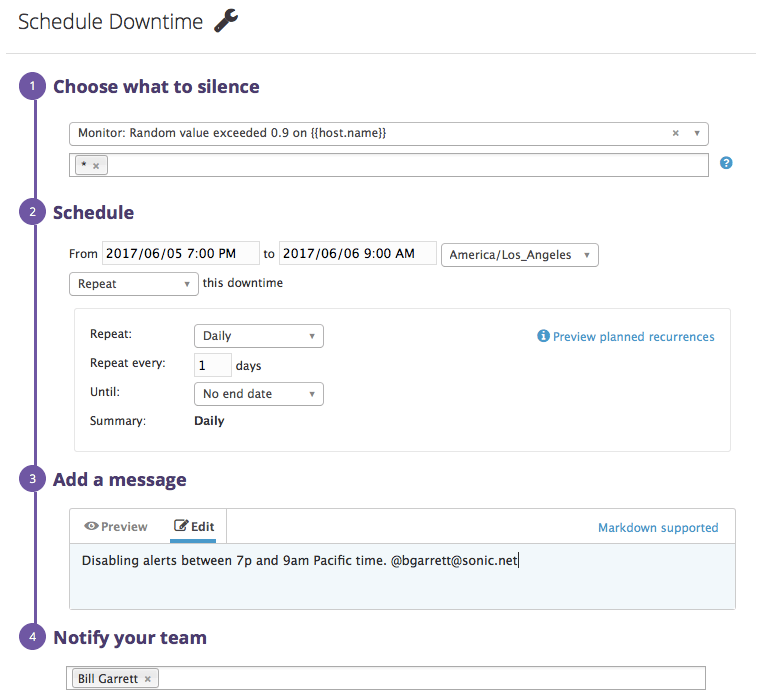 Schedule Downtime
1 Choose what to silence
Monitor: Random value exceeded 0.9 on {{host.name}} × ▼
* × ?
2 Schedule
From 2017/06/05 7:00 PM to 2017/06/06 9:00 AM America/Los_Angeles ▼
Repeat ▼ this downtime
Repeat: Daily ▼ i Preview planned recurrences
Repeat every: 1 days
Until: No end date ▼
Summary: Daily
3 Add a message
Preview Edit Markdown supported
Disabling alerts between 7p and 9am Pacific time. @bgarrett@sonic.net
4 Notify your team
Bill Garrett ×